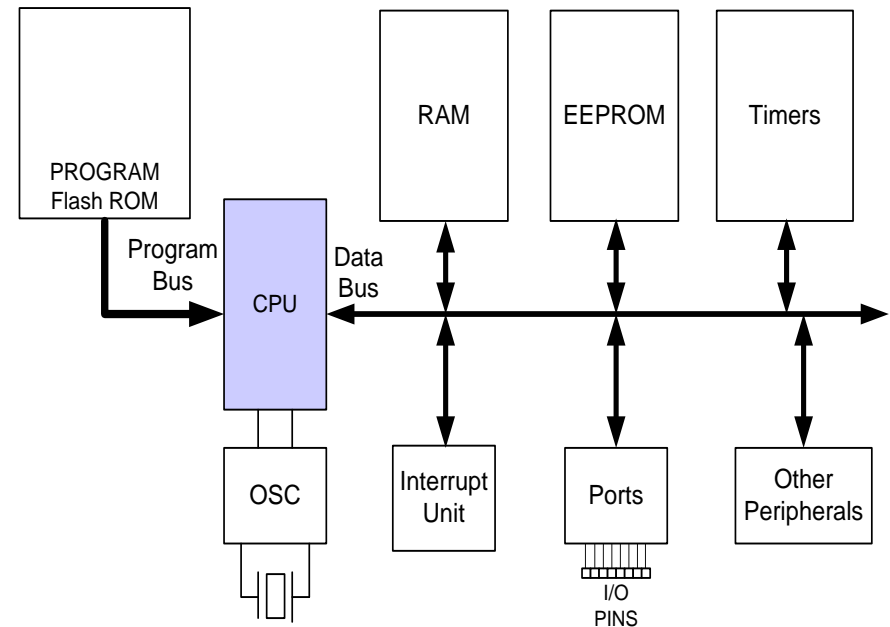 PROGRAM
Flash ROM
RAM
EEPROM
Timers
Program
Bus
CPU
Data
Bus
OSC
Interrupt
Unit
Ports
Other
Peripherals
I/O
PINS